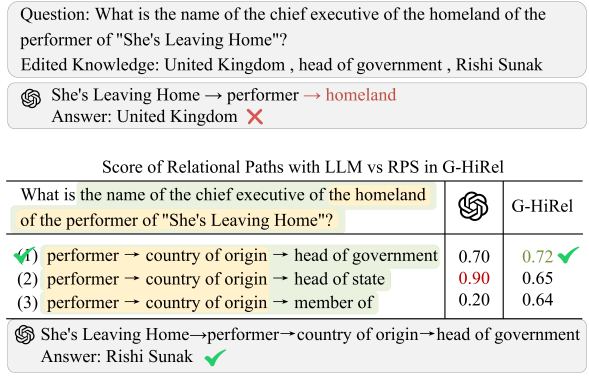 Question: What is the name of the chief executive of the homeland of the
performer of "She's Leaving Home"?
Edited Knowledge: United Kingdom , head of government , Rishi Sunak
She's Leaving Home → performer → homeland
Answer: United Kingdom ✗
Score of Relational Paths with LLM vs RPS in G-HiRel
What is the name of the chief executive of the homeland
of the performer of "She's Leaving Home"?
G-HiRel
(1) performer → country of origin → head of government 0.70 0.72 ✓
(2) performer → country of origin → head of state 0.90 0.65
(3) performer → country of origin → member of 0.20 0.64
She's Leaving Home→performer→country of origin→head of government
Answer: Rishi Sunak ✓